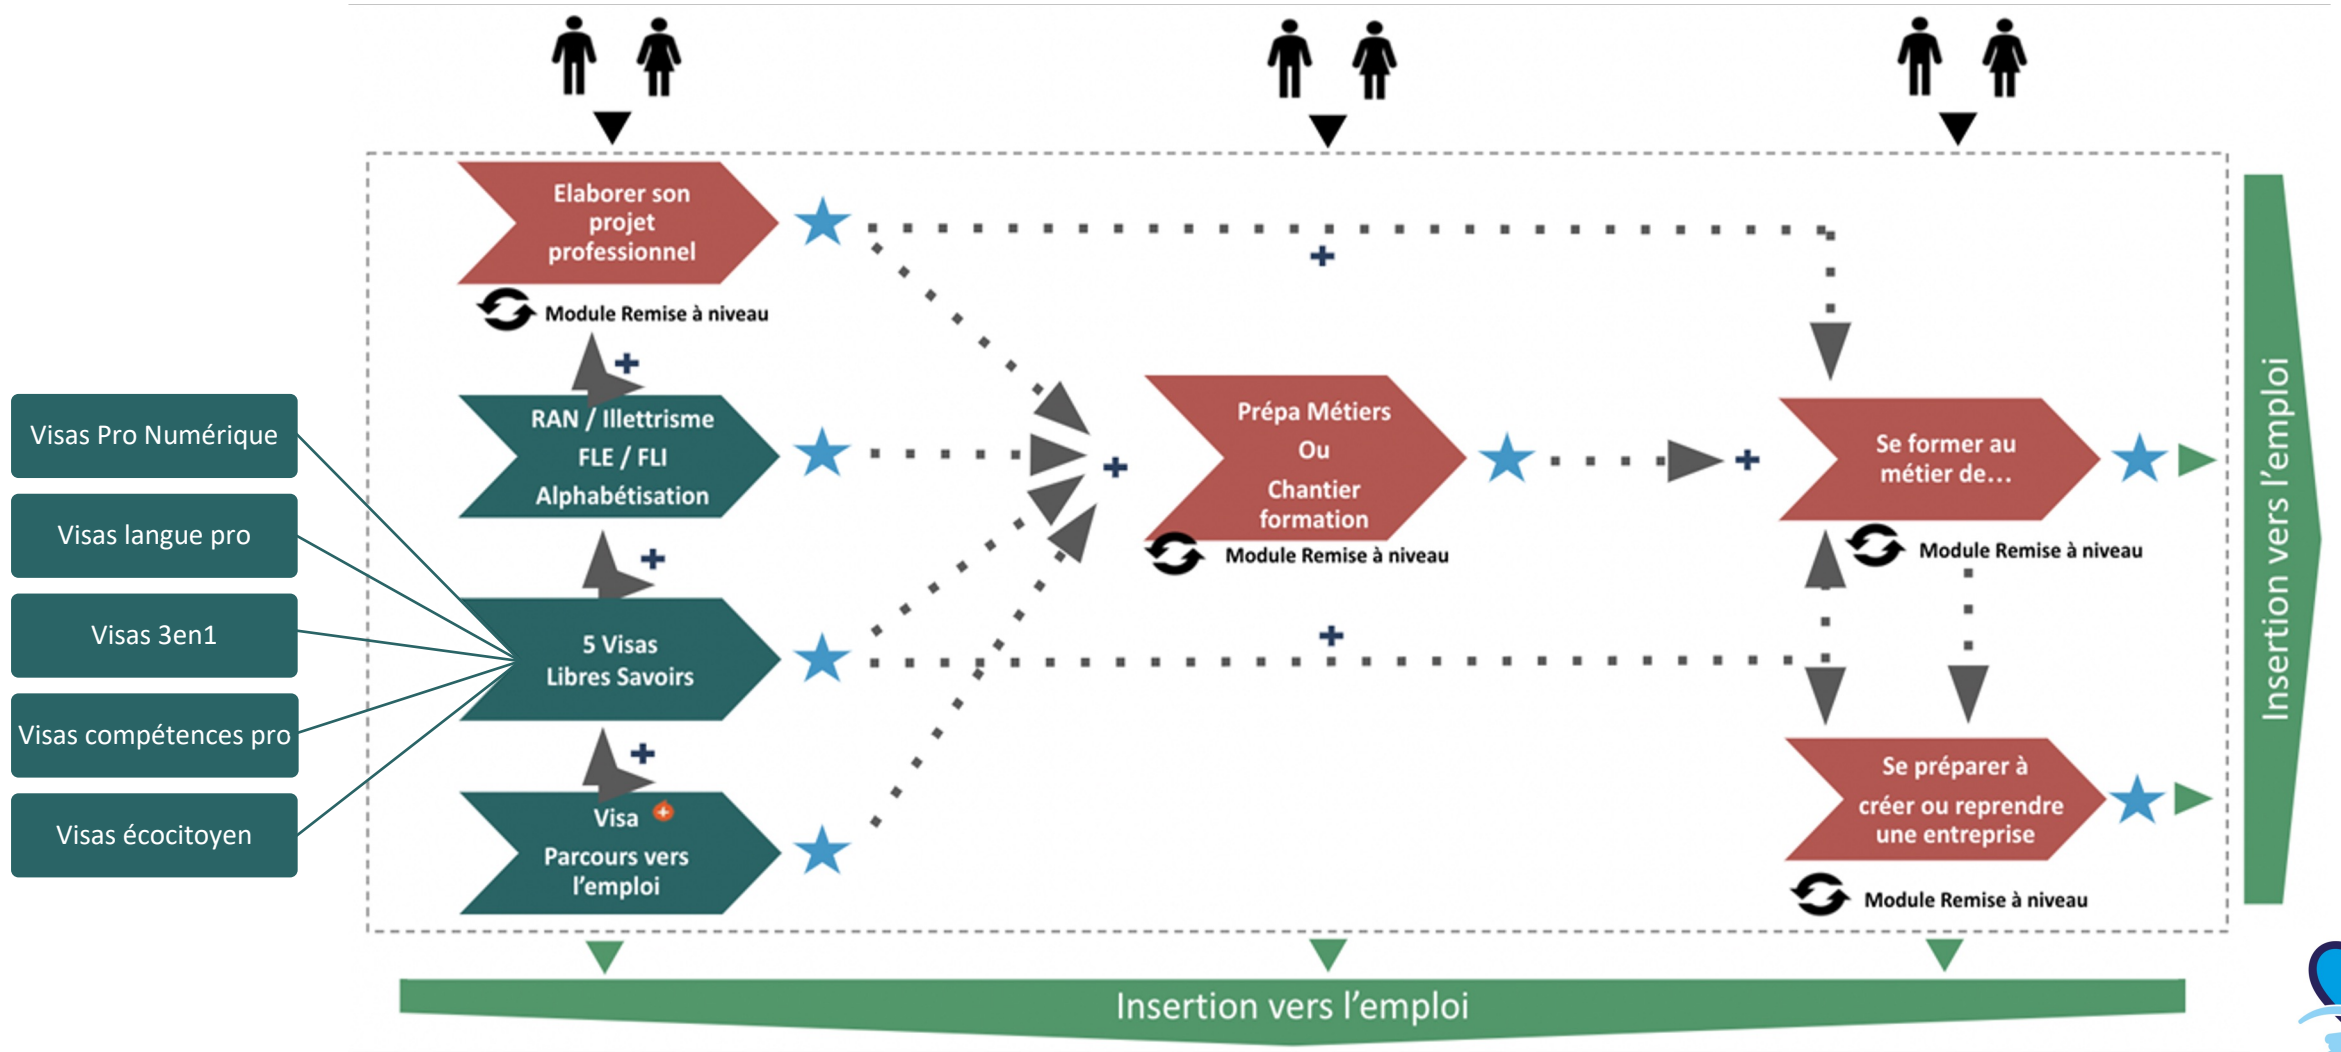 Elaborer son
projet
professionnel
Module Remise à niveau
Visas Pro Numérique
Visas langue pro
Visas 3en1
Visas compétences pro
Visas écocitoyen
RAN / Illettrisme
FLE / FLI
Alphabétisation
5 Visas
Libres Savoirs
Visa
Parcours vers
l'emploi
Prépa Métiers
Ou
Chantier
formation
Module Remise à niveau
Se former au
métier de...
Module Remise à niveau
Se préparer à
créer ou reprendre
une entreprise
Module Remise à niveau
Insertion vers l'emploi
Insertion vers l'emploi